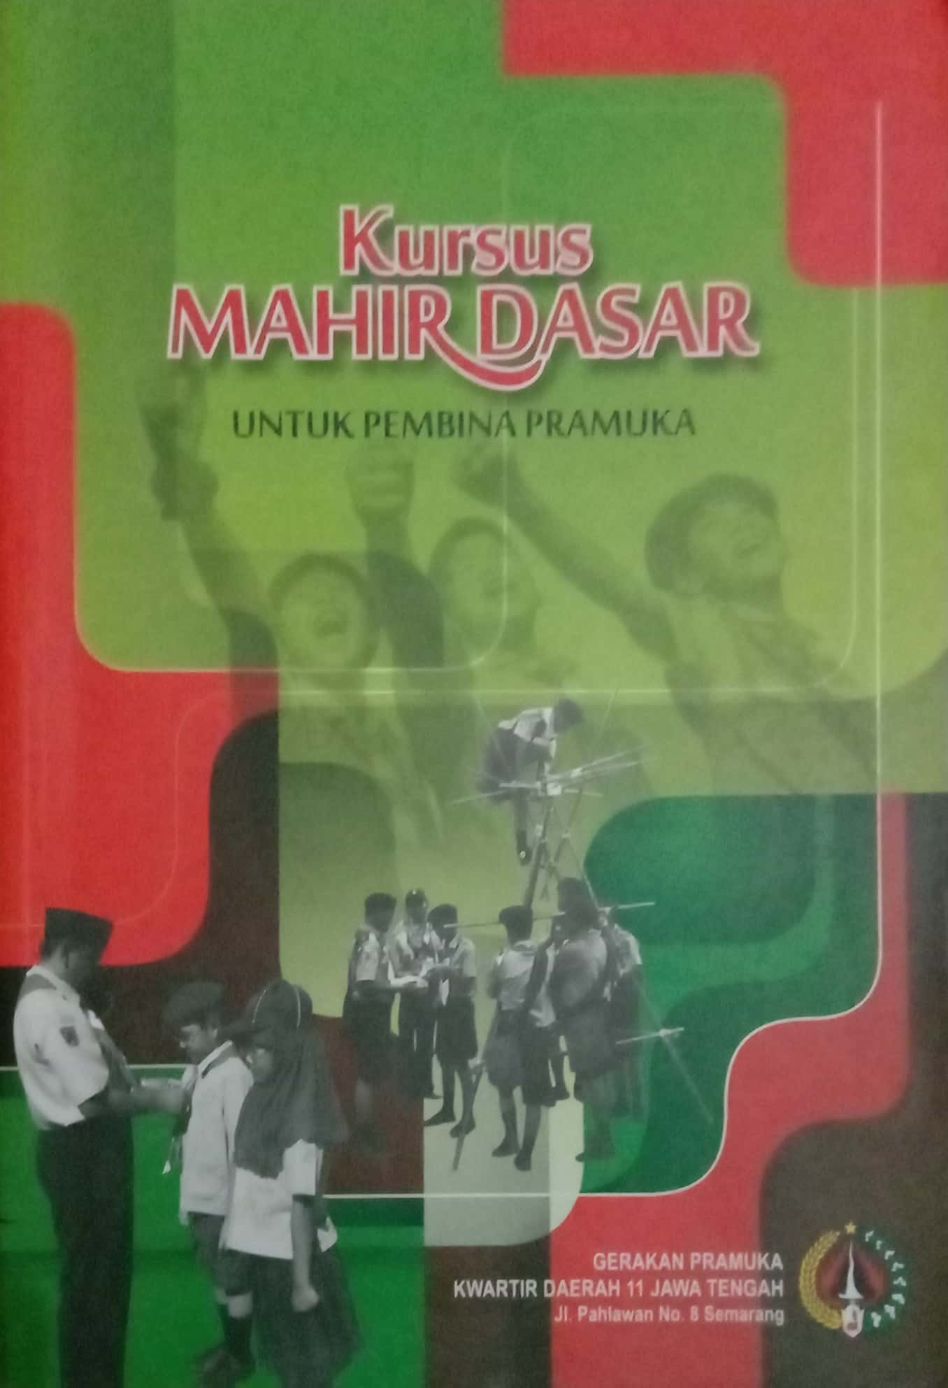 Kursus
MAHIR DASAR
UNTUK PEMBINA PRAMUKA
GERAKAN PRAMUKA
KWARTIR DAERAH 11 JAWA TENGAH
Jl. Pahlawan No. 8 Semarang